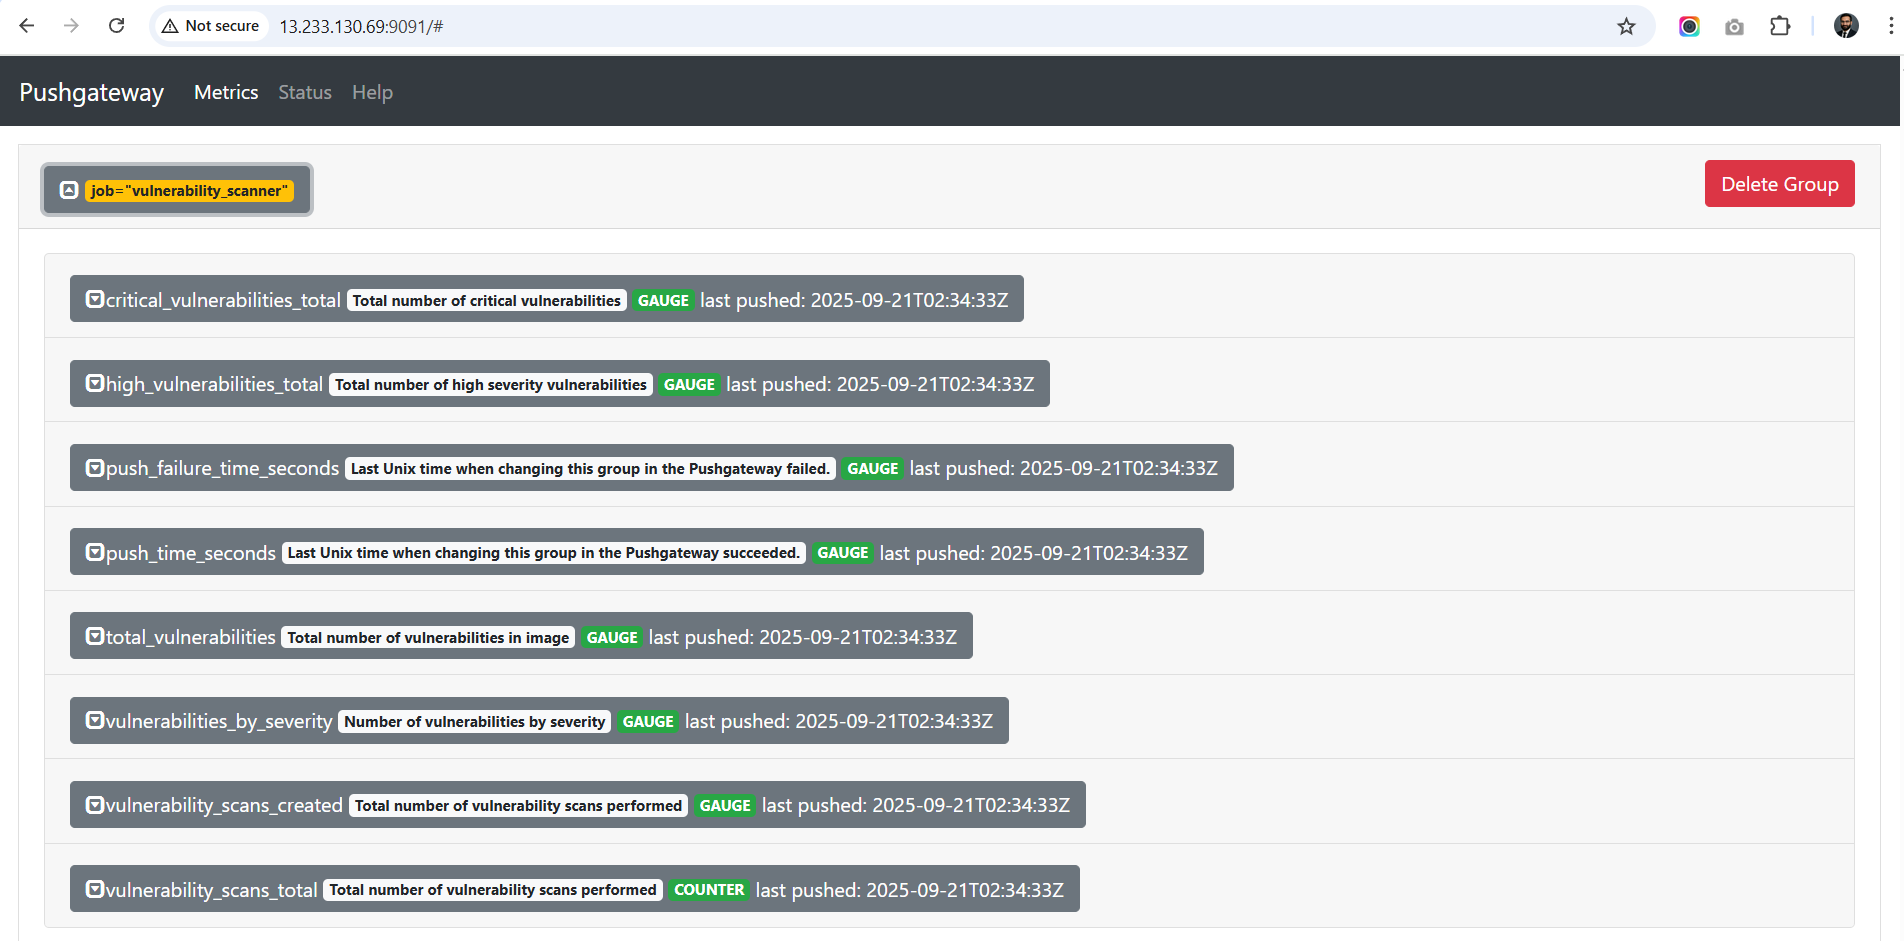 Not secure 13.233.130.69:9091/#
Pushgateway Metrics Status Help
job="vulnerability_scanner" Delete Group
critical_vulnerabilities_total Total number of critical vulnerabilities GAUGE last pushed: 2025-09-21T02:34:33Z
high_vulnerabilities_total Total number of high severity vulnerabilities GAUGE last pushed: 2025-09-21T02:34:33Z
push_failure_time_seconds Last Unix time when changing this group in the Pushgateway failed. GAUGE last pushed: 2025-09-21T02:34:33Z
push_time_seconds Last Unix time when changing this group in the Pushgateway succeeded. GAUGE last pushed: 2025-09-21T02:34:33Z
total_vulnerabilities Total number of vulnerabilities in image GAUGE last pushed: 2025-09-21T02:34:33Z
vulnerabilities_by_severity Number of vulnerabilities by severity GAUGE last pushed: 2025-09-21T02:34:33Z
vulnerability_scans_created Total number of vulnerability scans performed GAUGE last pushed: 2025-09-21T02:34:33Z
vulnerability_scans_total Total number of vulnerability scans performed COUNTER last pushed: 2025-09-21T02:34:33Z